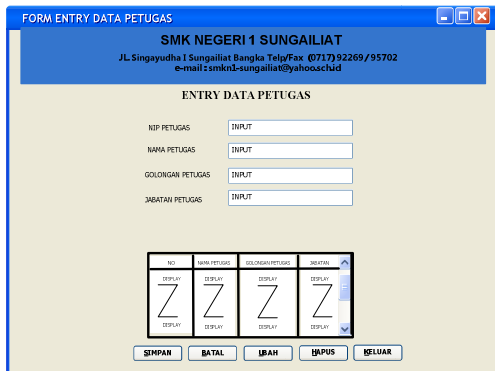 FORM ENTRY DATA PETUGAS
SMK NEGERI 1 SUNGAILIAT
JL. Singayudha I Sungailiat Bangka Telp/Fax (0717) 92269/95702
e-mail : smkn1-sungailiat@yahoo.sch.id
ENTRY DATA PETUGAS
NIP PETUGAS INPUT
NAMA PETUGAS INPUT
GOLONGAN PETUGAS INPUT
JABATAN PETUGAS INPUT
NO NAMA PETUGAS GOLONGAN PETUGAS JABATAN
DISPLAY DISPLAY DISPLAY DISPLAY
DISPLAY DISPLAY DISPLAY DISPLAY
SIMPAN BATAL UBAH HAPUS KELUAR